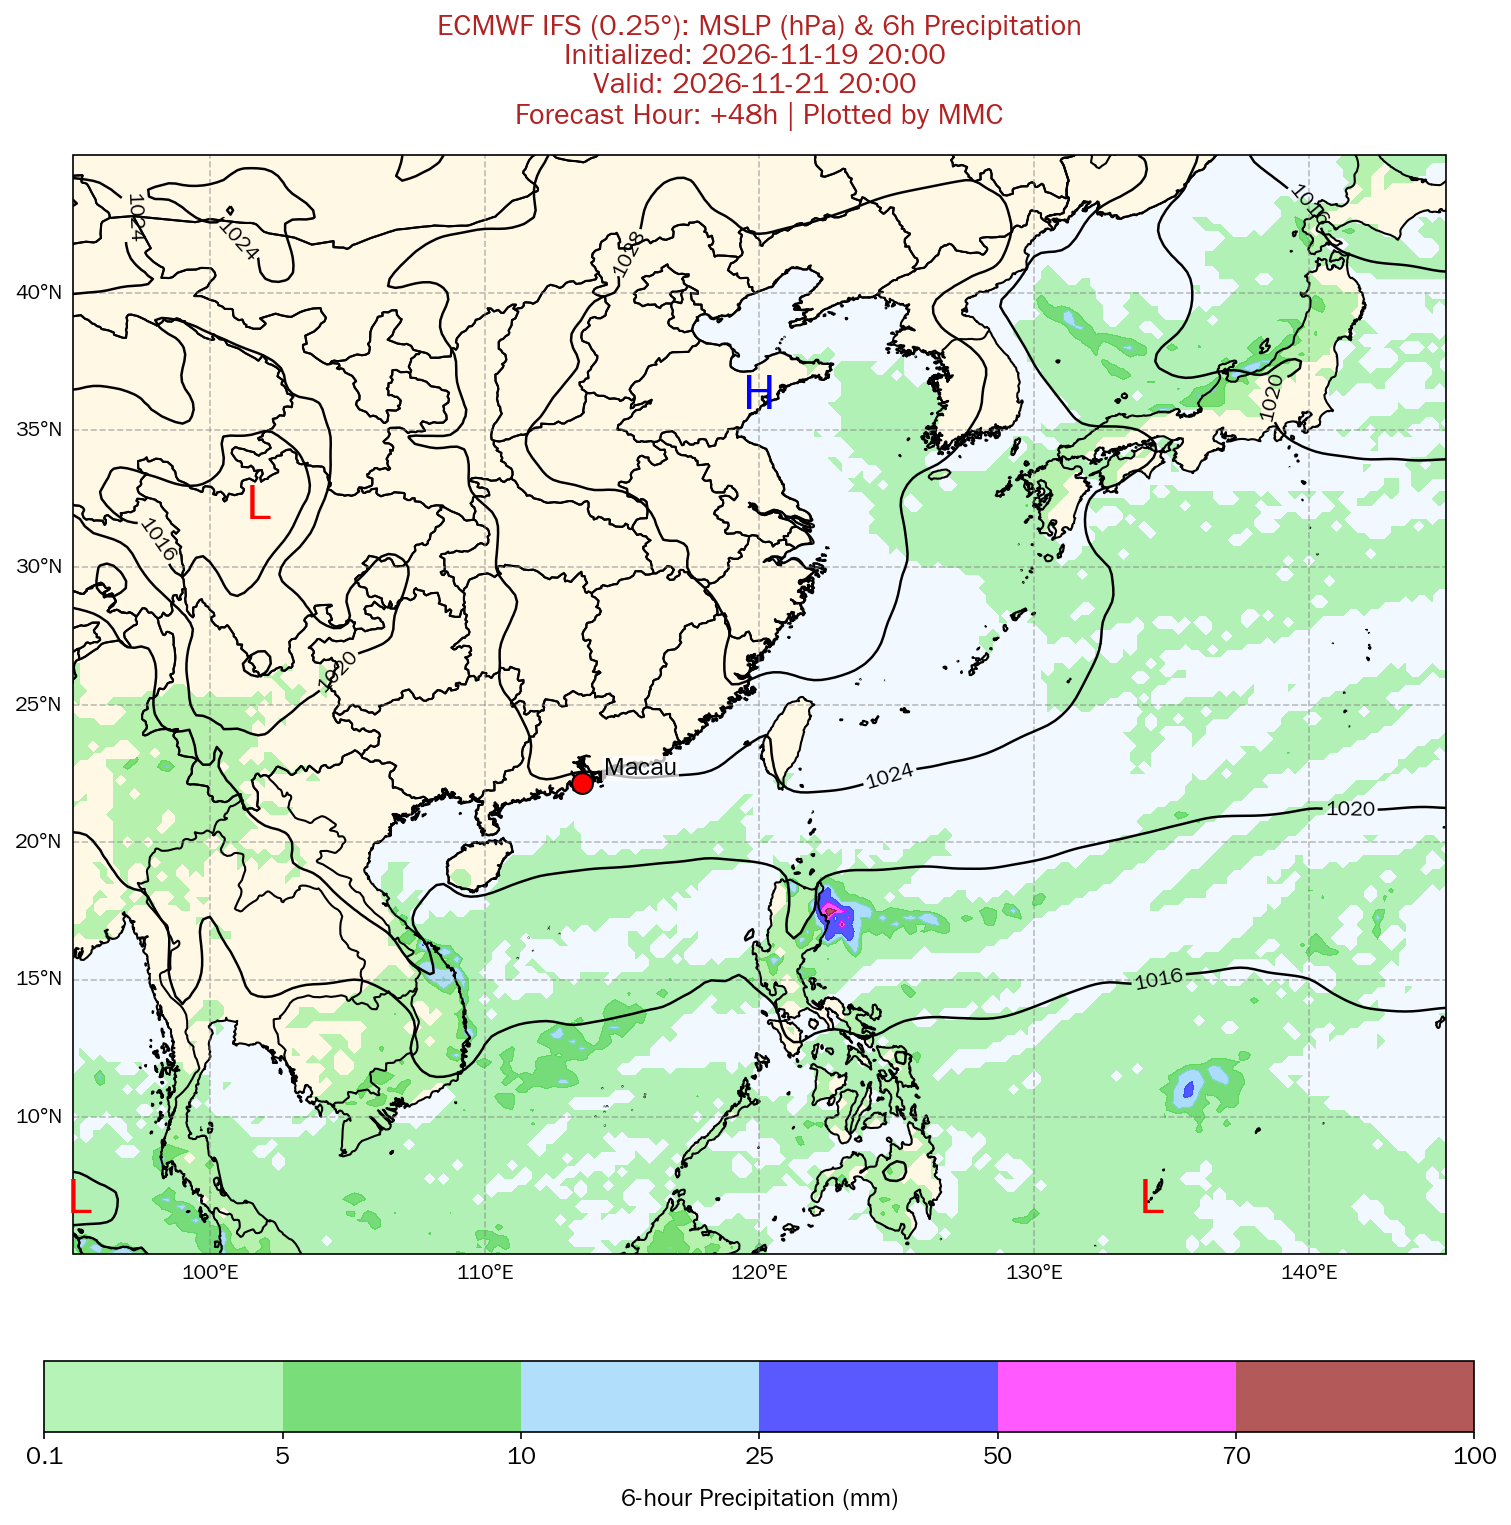 ECMWF IFS (0.25°): MSLP (hPa) & 6h Precipitation
Initialized: 2026-11-19 20:00
Valid: 2026-11-21 20:00
Forecast Hour: +48h | Plotted by MMC
1024
1024
1028
1016
40°N
H
1020
35°N
L
1016
30°N
1020
25°N
Macau
1024
1020
20°N
15°N
1016
10°N
L
L
100°E 110°E 120°E 130°E 140°E
0.1 5 10 25 50 70 100
6-hour Precipitation (mm)